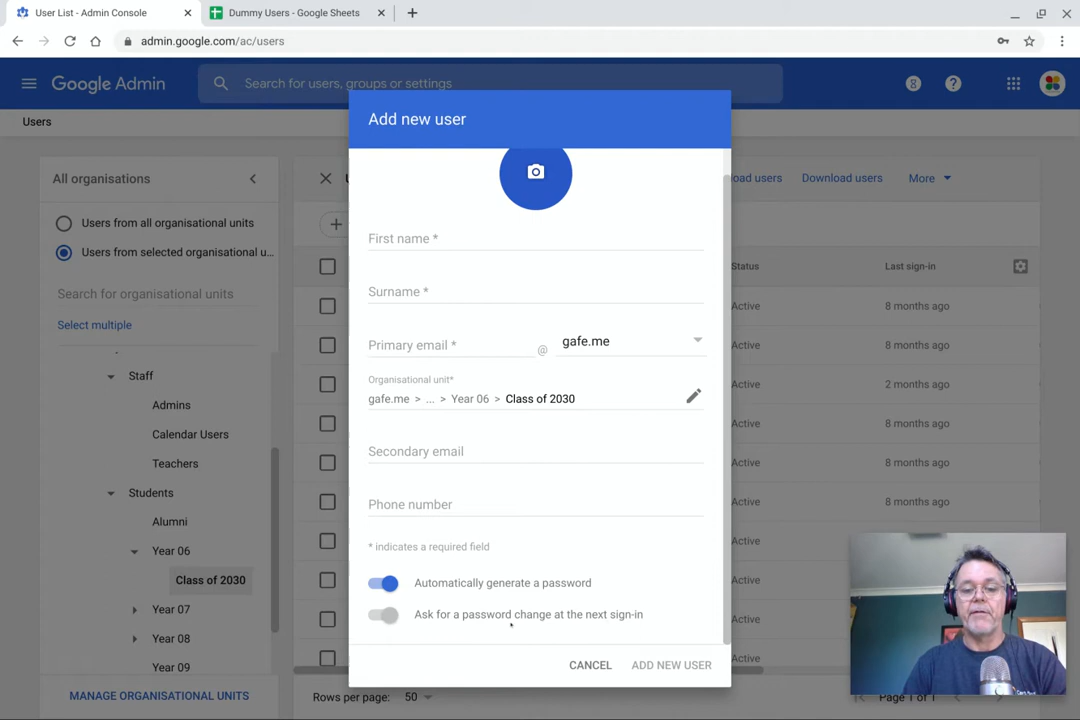 User List - Admin Console
Dummy Users - Google Sheets
admin.google.com/ac/users
Google Admin
Search for users, groups or settings
Users
Add new user
All organisations
Users from all organisational units
Users from selected organisational u...
Search for organisational units
Select multiple
Staff
Admins
Calendar Users
Teachers
Students
Alumni
Year 06
Class of 2030
Year 07
Year 08
Year 09
MANAGE ORGANISATIONAL UNITS
Download users
More
Status
Last sign-in
Active
8 months ago
Active
8 months ago
Active
2 months ago
Active
8 months ago
Active
8 months ago
Active
8 months ago
Active
Active
Active
Active
First name *
Surname *
Primary email *
@
gafe.me
Organisational unit*
gafe.me > ... > Year 06 > Class of 2030
Secondary email
Phone number
* indicates a required field
Automatically generate a password
Ask for a password change at the next sign-in
CANCEL
ADD NEW USER
Rows per page: 50
Page 1 of 1